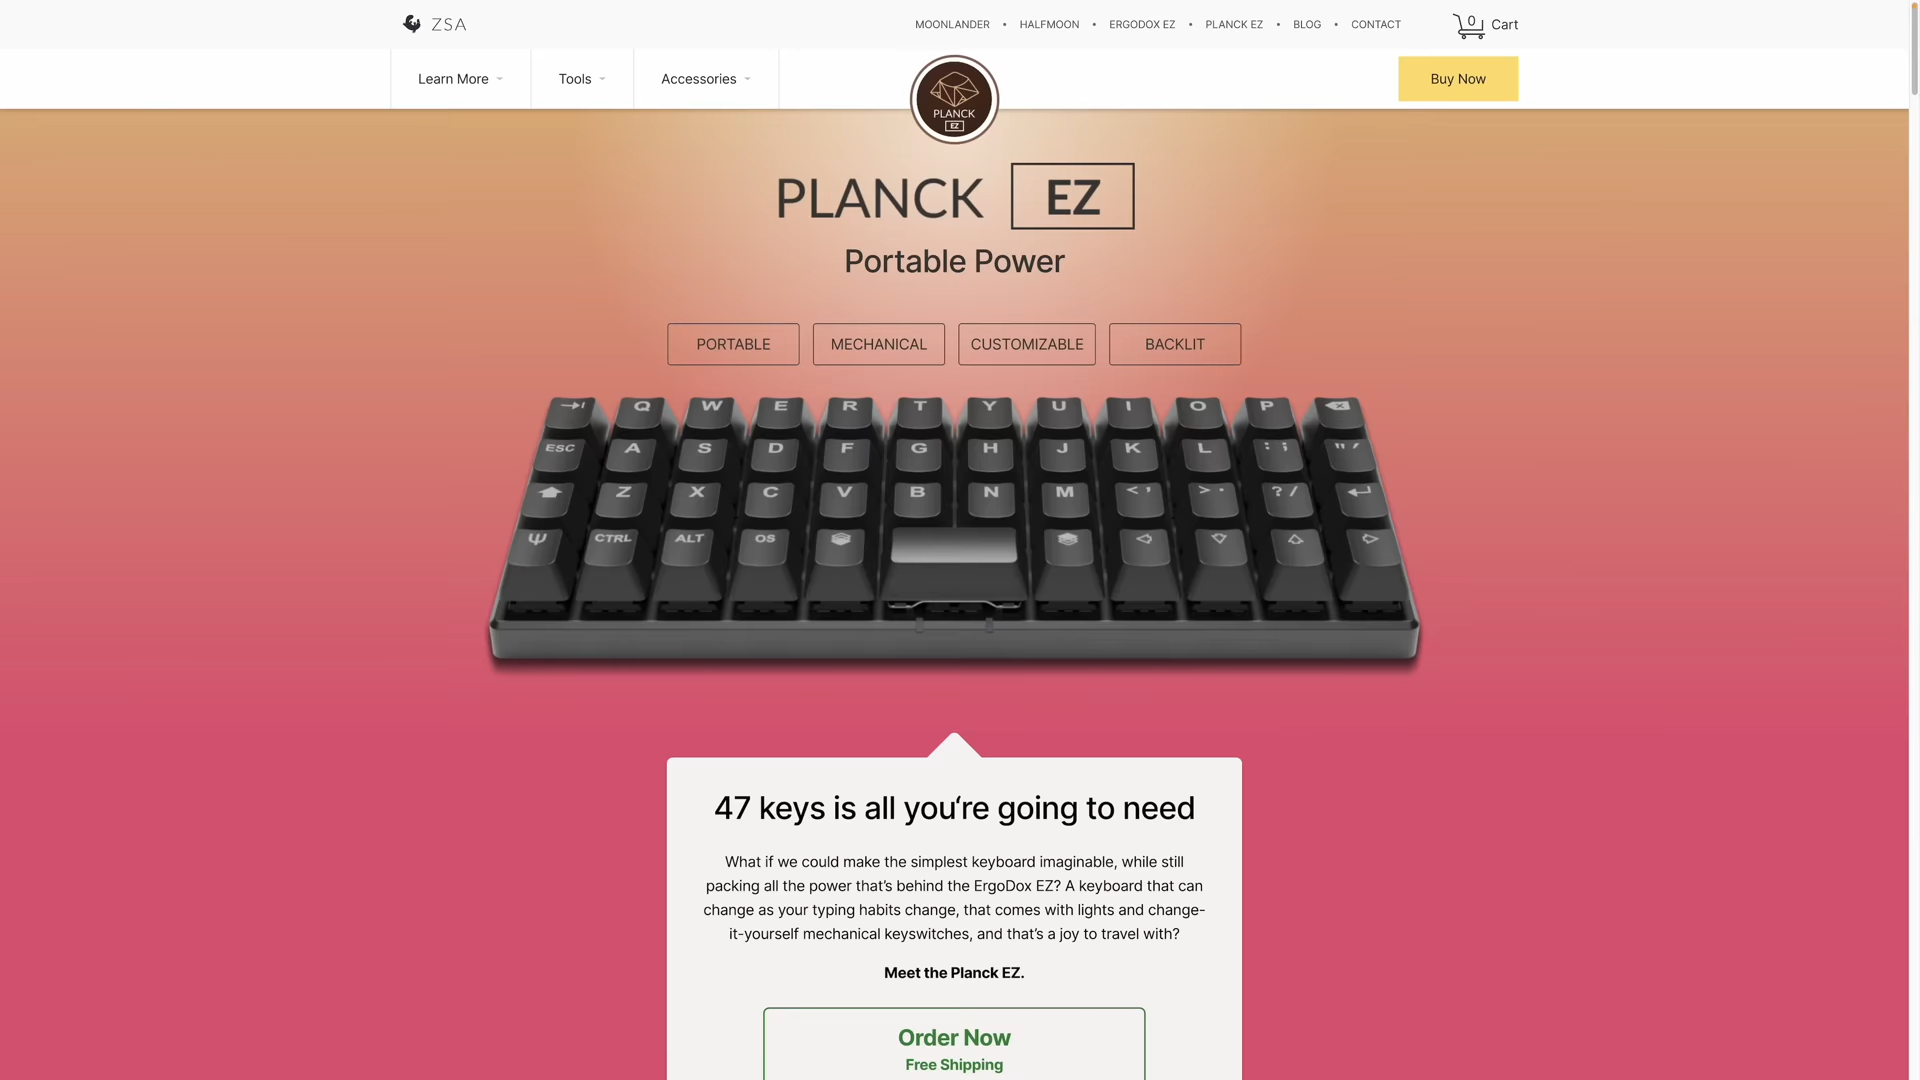 ZSA
MOONLANDER • HALFMOON • ERGODOX EZ • PLANCK EZ • BLOG • CONTACT
0 Cart
Learn More
Tools
Accessories
PLANCK
EZ
Buy Now
PLANCK EZ
Portable Power
PORTABLE
MECHANICAL
CUSTOMIZABLE
BACKLIT
Q W E R T Y U I O P
ESC A S D F G H J K L : ; " '
Z X C V B N M < , > . ? /
CTRL ALT OS
47 keys is all you‘re going to need
What if we could make the simplest keyboard imaginable, while still
packing all the power that’s behind the ErgoDox EZ? A keyboard that can
change as your typing habits change, that comes with lights and change-
it-yourself mechanical keyswitches, and that’s a joy to travel with?
Meet the Planck EZ.
Order Now
Free Shipping